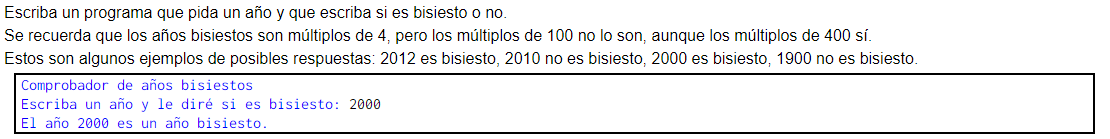 Escriba un programa que pida un año y que escriba si es bisiesto o no.
Se recuerda que los años bisiestos son múltiplos de 4, pero los múltiplos de 100 no lo son, aunque los múltiplos de 400 sí.
Estos son algunos ejemplos de posibles respuestas: 2012 es bisiesto, 2010 no es bisiesto, 2000 es bisiesto, 1900 no es bisiesto.
Comprobador de años bisiestos
Escriba un año y le diré si es bisiesto: 2000
El año 2000 es un año bisiesto.